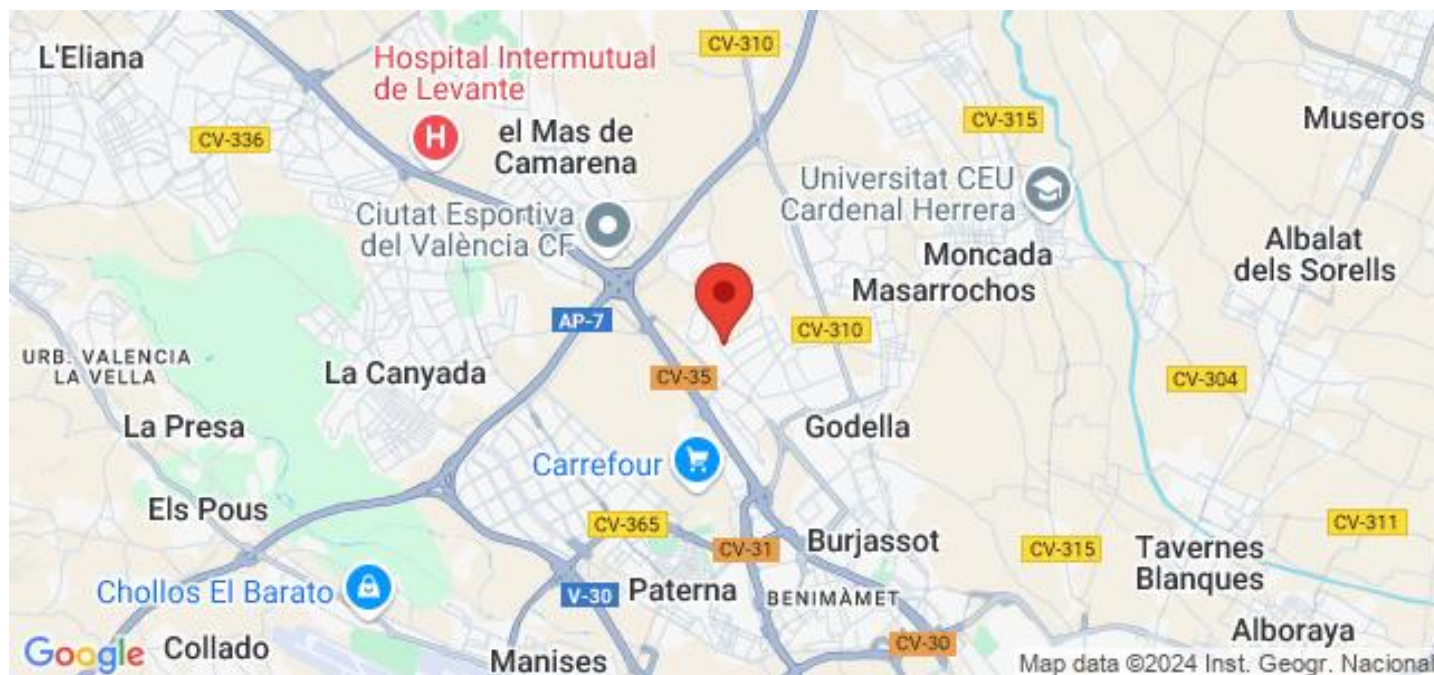 CV-310
L'Eliana
Hospital Intermutual
de Levante
CV-336
el Mas de
Camarena
CV-315
Museros
Universitat CEU
Cardenal Herrera
Ciutat Esportiva
del València CF
Moncada
Albalat
dels Sorells
Masarrochos
AP-7
CV-310
URB. VALENCIA
LA VELLA
La Canyada
CV-35
CV-304
La Presa
Godella
Carrefour
Els Pous
CV-365
CV-311
CV-31
Burjassot
CV-315
Tavernes
Blanques
Chollos El Barato
V-30
Paterna
BENIMÀMET
Alboraya
Google
Collado
Manises
CV-30
Map data ©2024 Inst. Geogr. Nacional